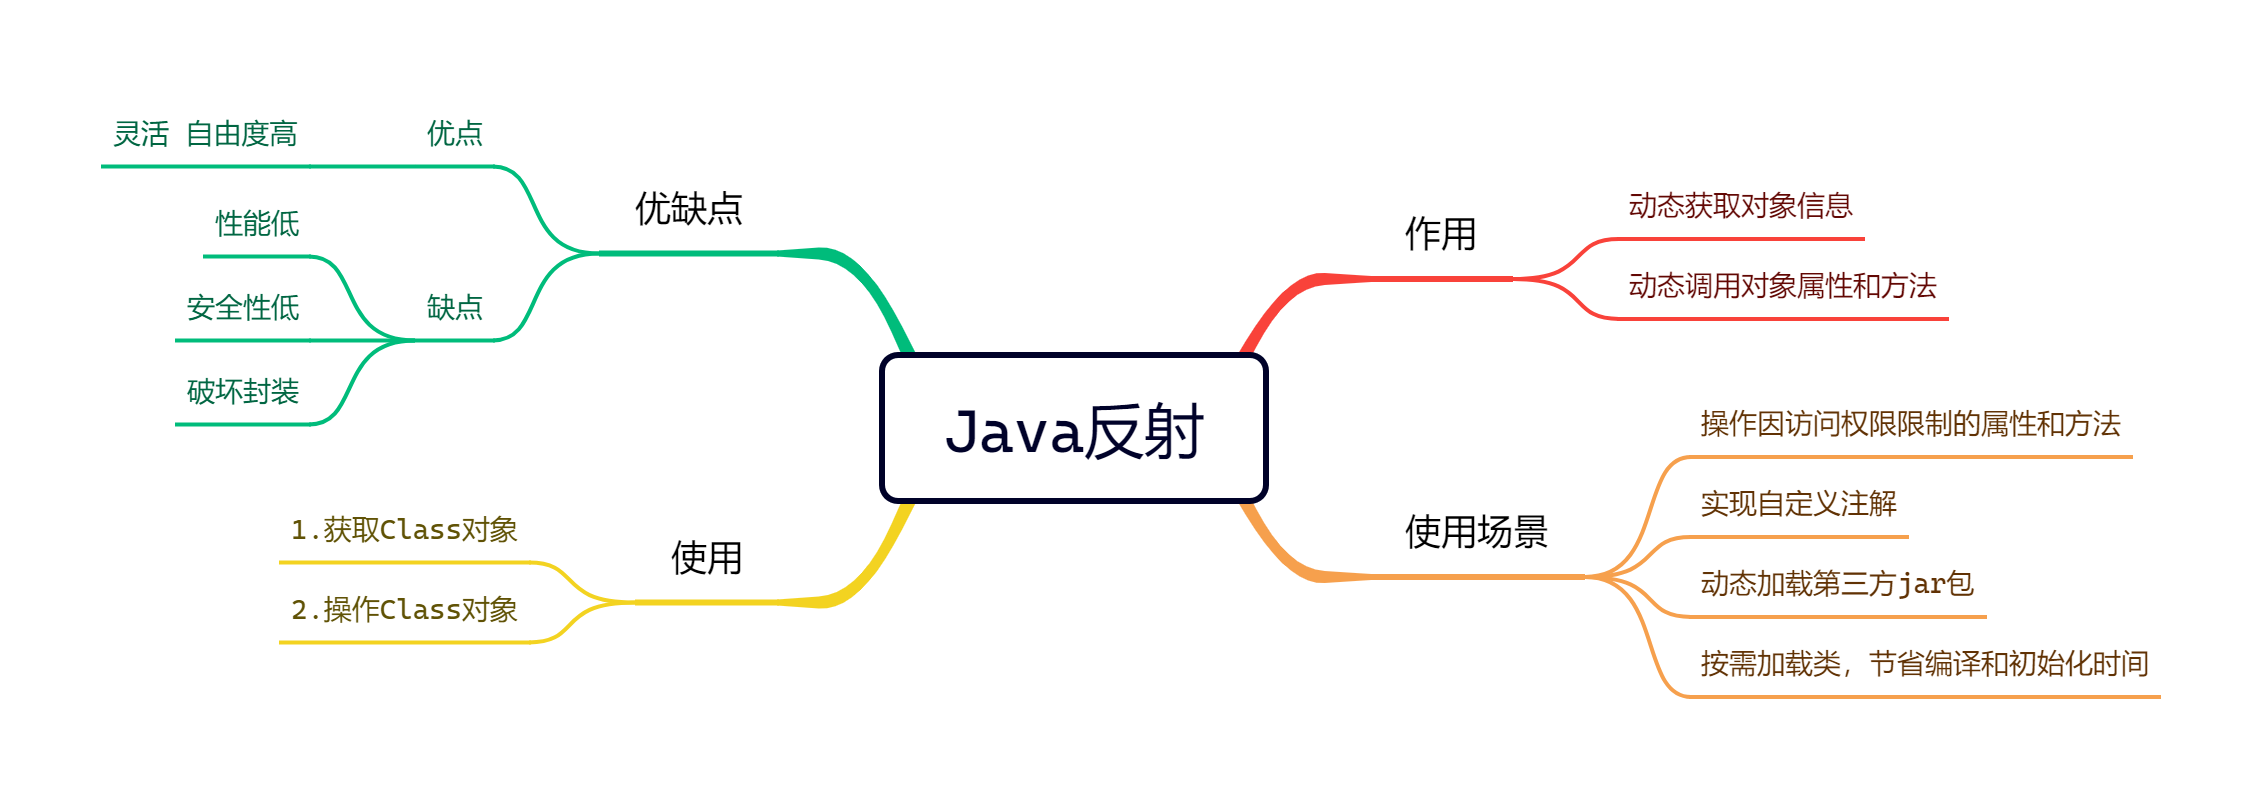 Java反射
作用
动态获取对象信息
动态调用对象属性和方法
使用场景
操作因访问权限限制的属性和方法
实现自定义注解
动态加载第三方jar包
按需加载类，节省编译和初始化时间
优缺点
优点
灵活 自由度高
缺点
性能低
安全性低
破坏封装
使用
1.获取Class对象
2.操作Class对象